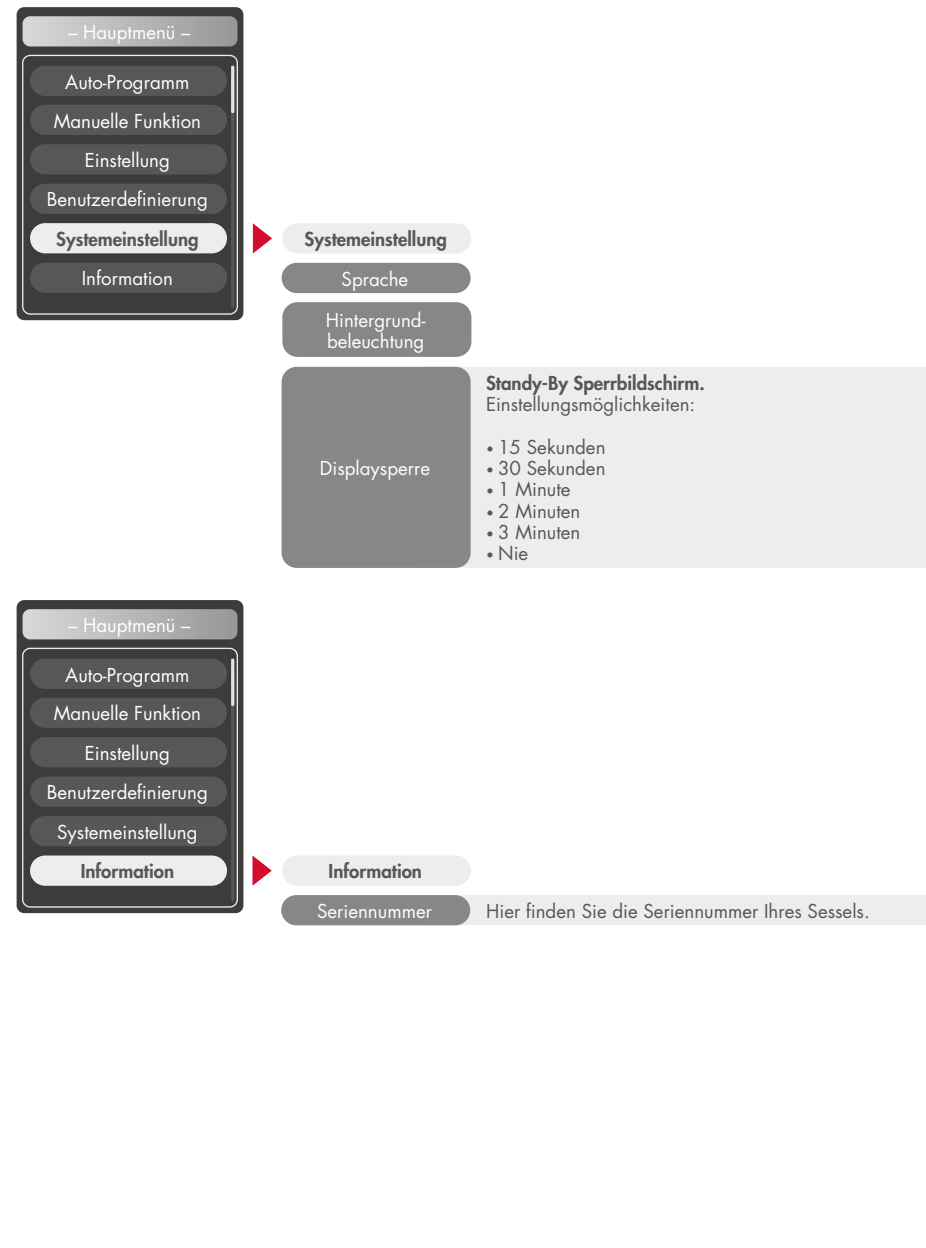 – Hauptmenü –
Auto-Programm
Manuelle Funktion
Einstellung
Benutzerdefinierung
Systemeinstellung
Information
Systemeinstellung
Sprache
Hintergrund-
beleuchtung
Displaysperre
Standy-By Sperrbildschirm.
Einstellungsmöglichkeiten:
• 15 Sekunden
• 30 Sekunden
• 1 Minute
• 2 Minuten
• 3 Minuten
• Nie
– Hauptmenü –
Auto-Programm
Manuelle Funktion
Einstellung
Benutzerdefinierung
Systemeinstellung
Information
Information
Seriennummer
Hier finden Sie die Seriennummer Ihres Sessels.